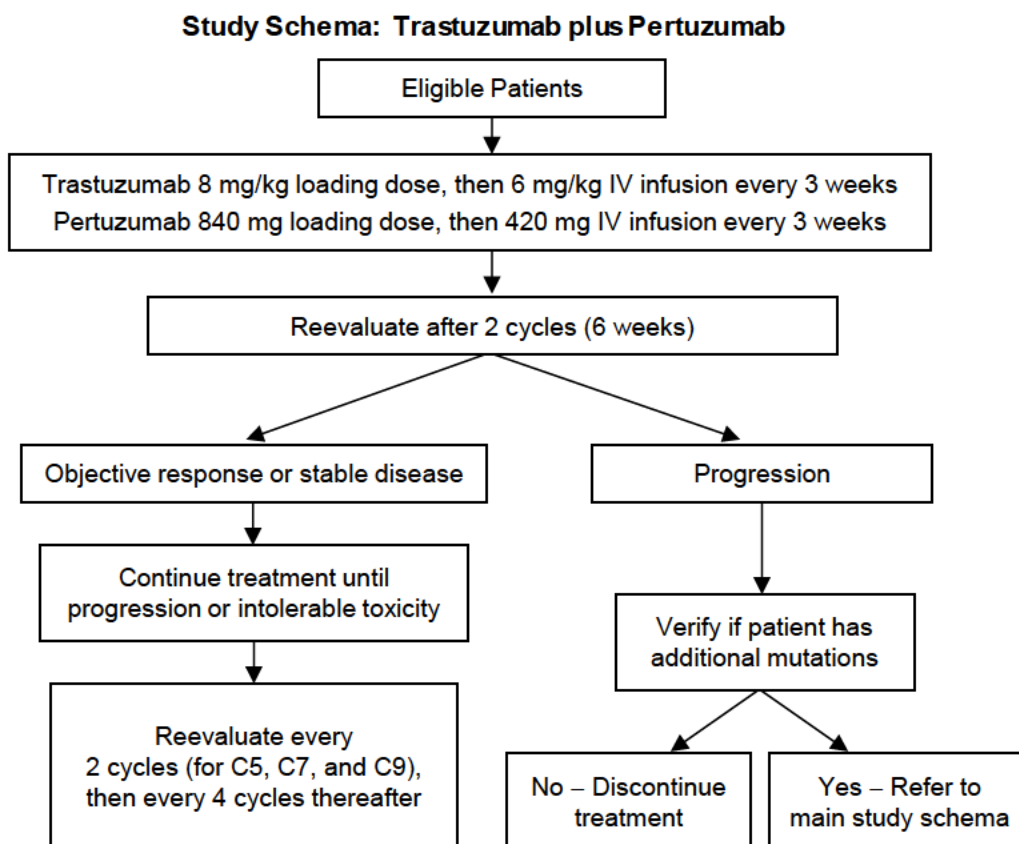 Study Schema: Trastuzumab plus Pertuzumab
Eligible Patients
Trastuzumab 8 mg/kg loading dose, then 6 mg/kg IV infusion every 3 weeks
Pertuzumab 840 mg loading dose, then 420 mg IV infusion every 3 weeks
Reevaluate after 2 cycles (6 weeks)
Objective response or stable disease
Continue treatment until
progression or intolerable toxicity
Reevaluate every
2 cycles (for C5, C7, and C9),
then every 4 cycles thereafter
Progression
Verify if patient has
additional mutations
No – Discontinue
treatment
Yes – Refer to
main study schema